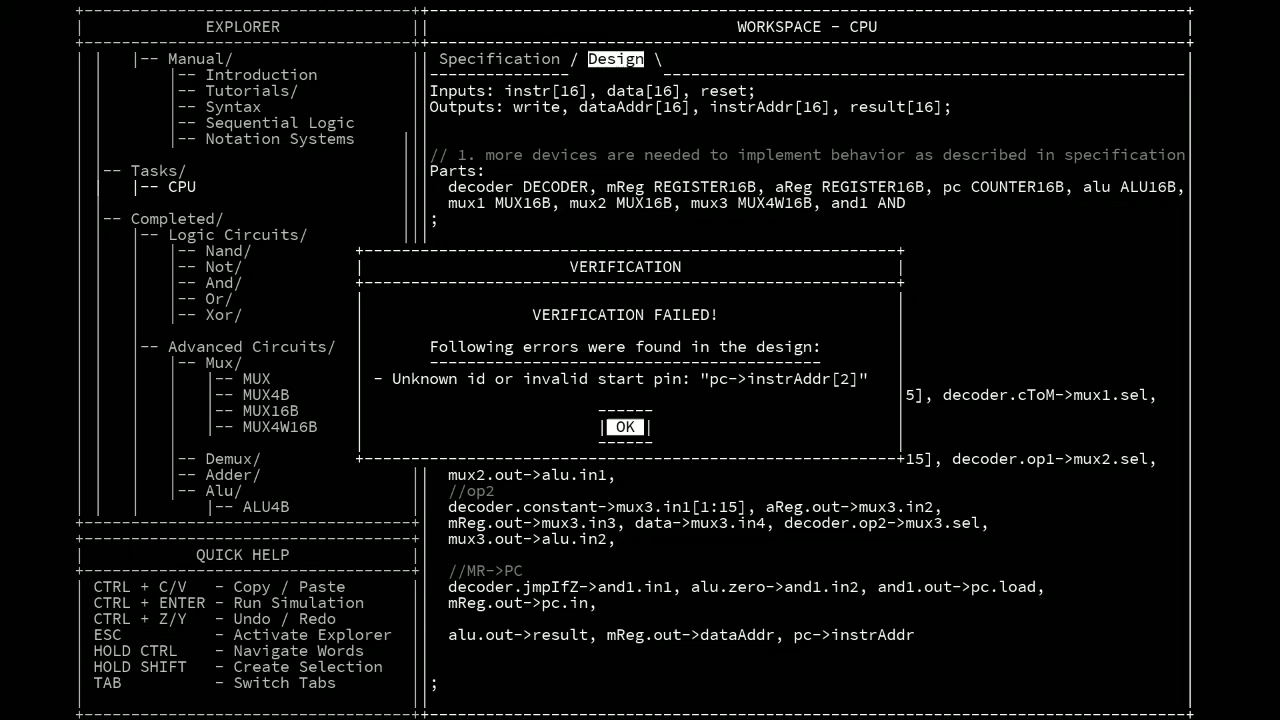 EXPLORER
|-- Manual/
|-- Introduction
|-- Tutorials/
|-- Syntax
|-- Sequential Logic
|-- Notation Systems
|-- Tasks/
|-- CPU
|-- Completed/
|-- Logic Circuits/
|-- Nand/
|-- Not/
|-- And/
|-- Or/
|-- Xor/
|-- Advanced Circuits/
|-- Mux/
|-- MUX
|-- MUX4B
|-- MUX16B
|-- MUX4W16B
|-- Demux/
|-- Adder/
|-- Alu/
|-- ALU4B
QUICK HELP
CTRL + C/V - Copy / Paste
CTRL + ENTER - Run Simulation
CTRL + Z/Y - Undo / Redo
ESC - Activate Explorer
HOLD CTRL - Navigate Words
HOLD SHIFT - Create Selection
TAB - Switch Tabs
WORKSPACE - CPU
Specification / Design \
Inputs: instr[16], data[16], reset;
Outputs: write, dataAddr[16], instrAddr[16], result[16];
// 1. more devices are needed to implement behavior as described in specification
Parts:
decoder DECODER, mReg REGISTER16B, aReg REGISTER16B, pc COUNTER16B, alu ALU16B,
mux1 MUX16B, mux2 MUX16B, mux3 MUX4W16B, and1 AND
;
VERIFICATION
VERIFICATION FAILED!
Following errors were found in the design:
- Unknown id or invalid start pin: "pc->instrAddr[2]"
OK
5], decoder.cToM->mux1.sel,
15], decoder.op1->mux2.sel,
mux2.out->alu.in1,
//op2
decoder.constant->mux3.in1[1:15], aReg.out->mux3.in2,
mReg.out->mux3.in3, data->mux3.in4, decoder.op2->mux3.sel,
mux3.out->alu.in2,
//MR->PC
decoder.jmpIfZ->and1.in1, alu.zero->and1.in2, and1.out->pc.load,
mReg.out->pc.in,
alu.out->result, mReg.out->dataAddr, pc->instrAddr
;